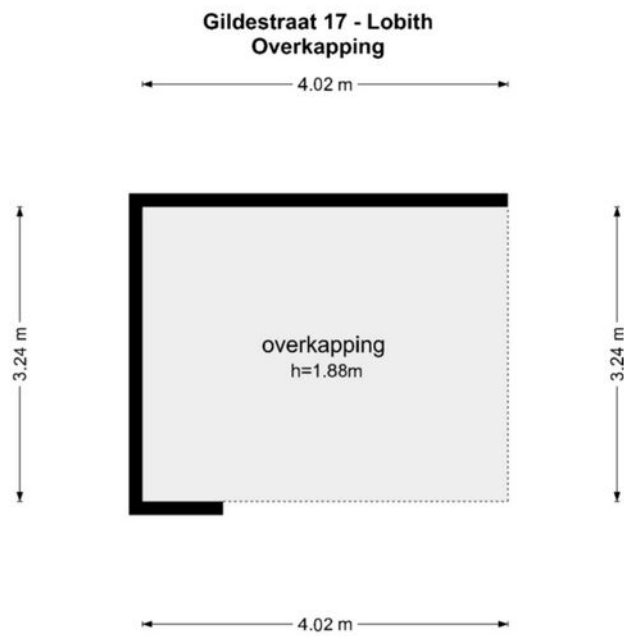 Gildestraat 17 - Lobith
Overkapping
4.02 m
3.24 m
overkapping
h=1.88m
3.24 m
4.02 m